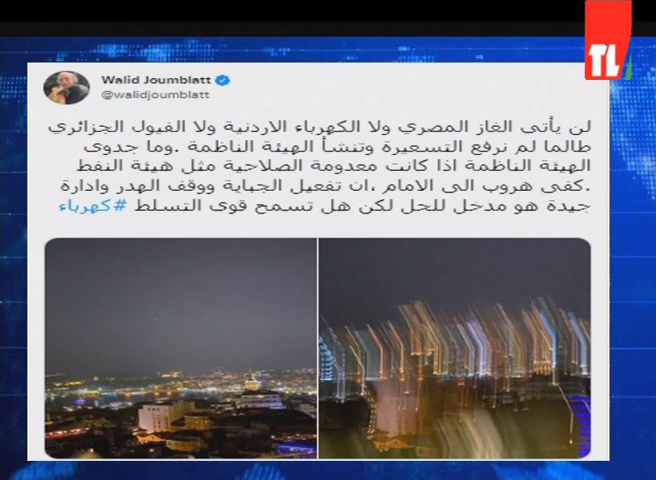 TL
Walid Joumblatt
@walidjoumblatt
لن يأتى الغاز المصري ولا الكهرباء الاردنية ولا الفيول الجزائري
طالما لم نرفع التسعيرة وتنشأ الهيئة الناظمة .وما جدوى
الهيئة الناظمة اذا كانت معدومة الصلاحية مثل هيئة النفط
.كفى هروب الى الامام ،ان تفعيل الجباية ووقف الهدر وادارة
جيدة هو مدخل للحل لكن هل تسمح قوى التسلط #كهرباء